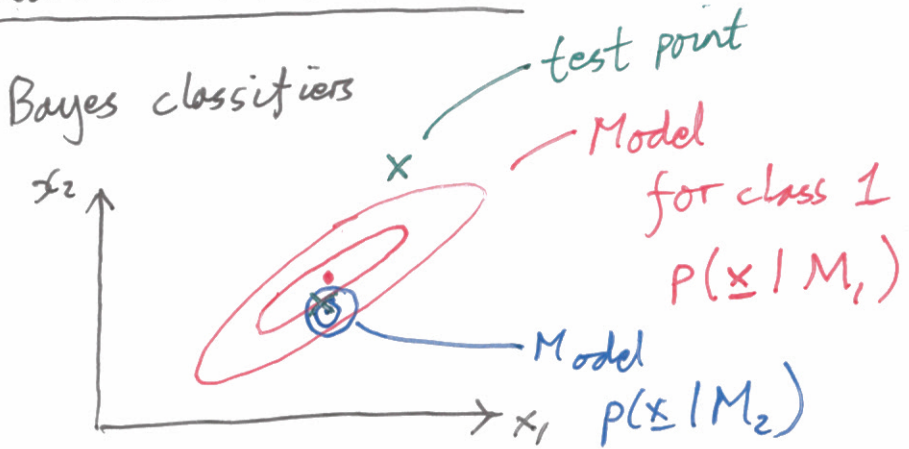 Bayes classifiers
test point
x
Model
for class 1
p(x | M₁)
x₂
x
Model
p(x | M₂)
x₁